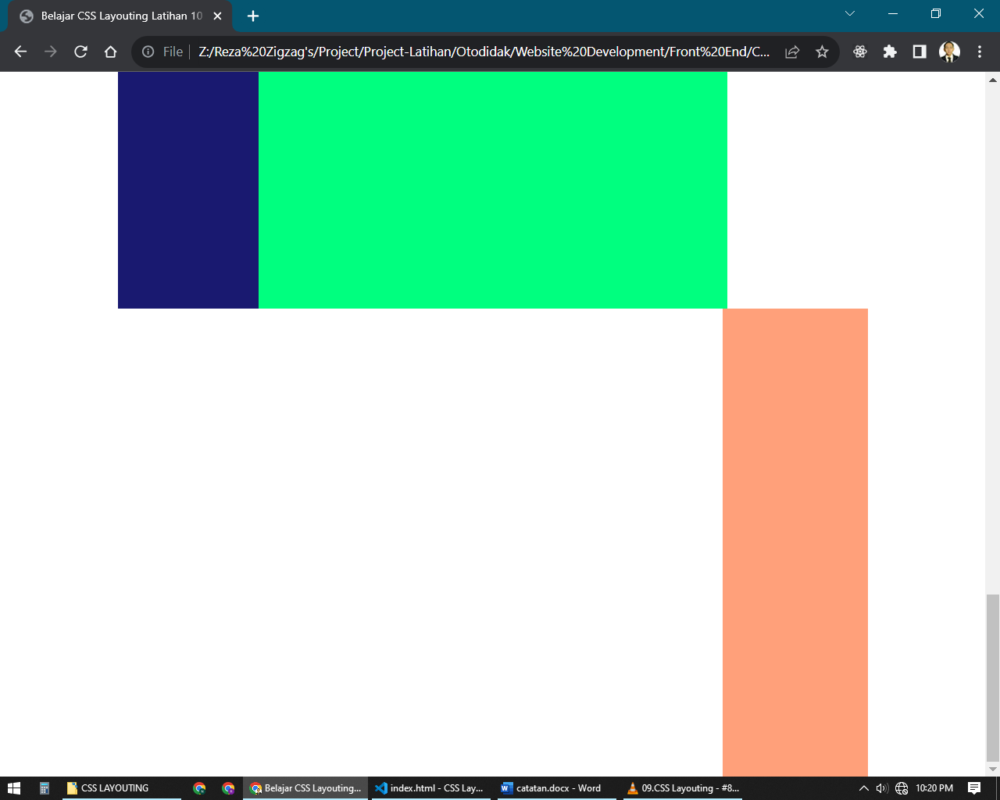 Belajar CSS Layouting Latihan 10
File
Z:/Reza%20Zigzag's/Project/Project-Latihan/Otodidak/Website%20Development/Front%20End/C...
CSS LAYOUTING
Belajar CSS Layouting...
index.html - CSS Lay...
catatan.docx - Word
09.CSS Layouting - #8...
10:20 PM